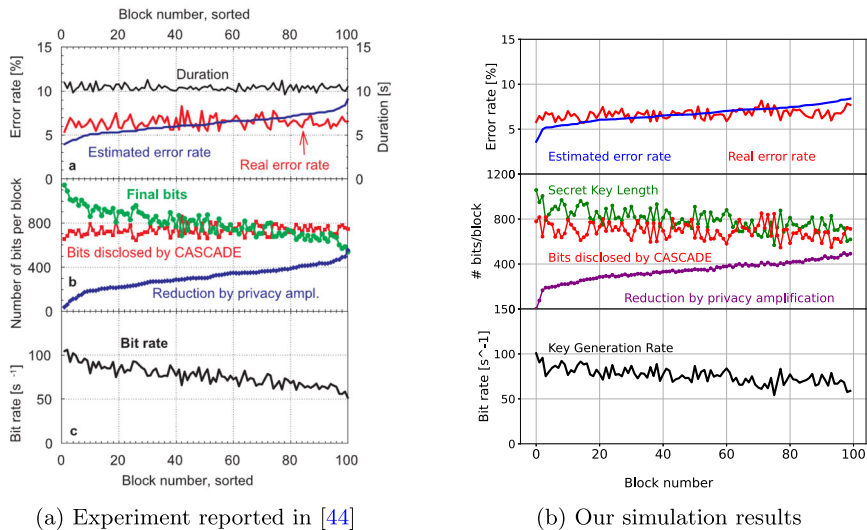 Block number, sorted
0 20 40 60 80 100
15
10
5
0
Error rate [%]
15
10
5
0
Duration [s]
Duration
Estimated error rate
Real error rate
a
800
400
0
Number of bits per block
Final bits
Bits disclosed by CASCADE
Reduction by privacy ampl.
b
100
50
0
Bit rate [s⁻¹]
Bit rate
c
0 20 40 60 80 100
Block number, sorted
(a) Experiment reported in [44]
15
10
5
Error rate [%]
Estimated error rate
Real error rate
1200
800
400
# bits/block
Secret Key Length
Bits disclosed by CASCADE
Reduction by privacy amplification
150
100
50
0
Bit rate [s^-1]
Key Generation Rate
0 20 40 60 80 100
Block number
(b) Our simulation results